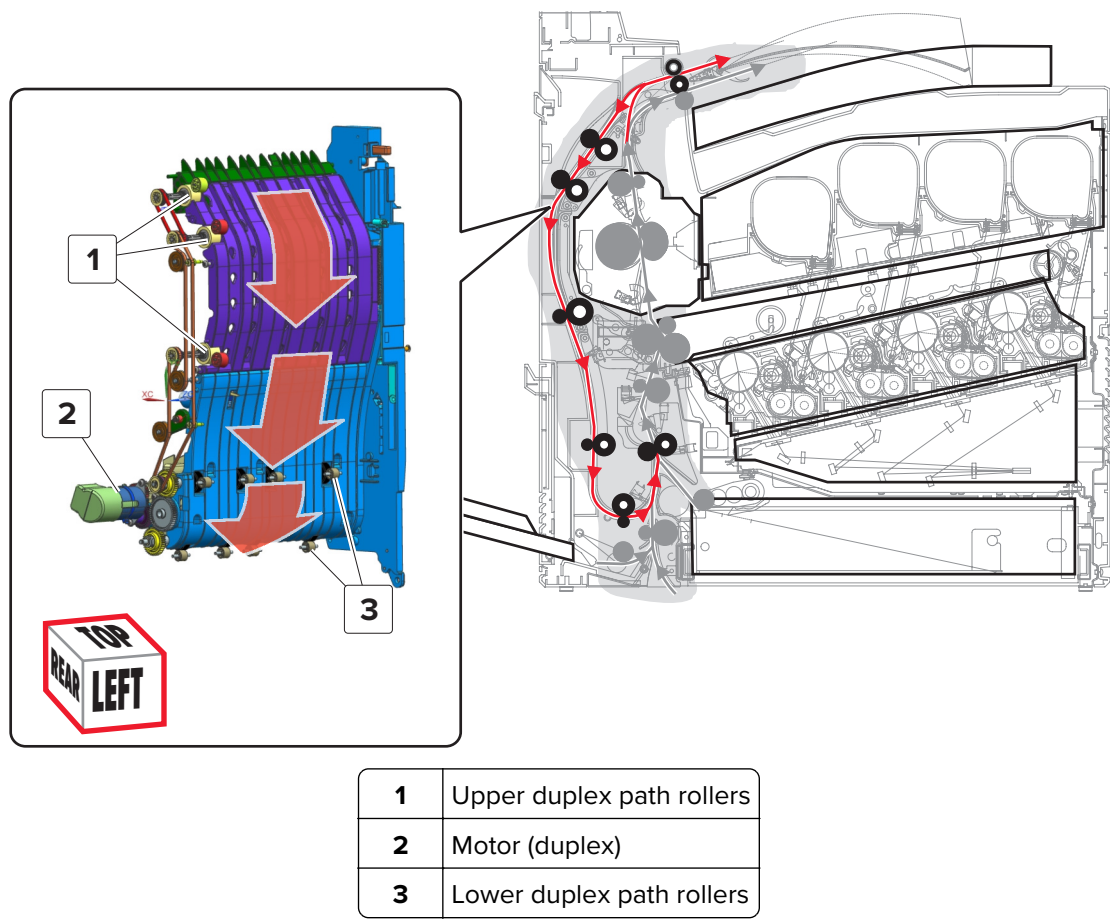 1
2
3
XC
TOP
REAR
LEFT
1 Upper duplex path rollers
2 Motor (duplex)
3 Lower duplex path rollers